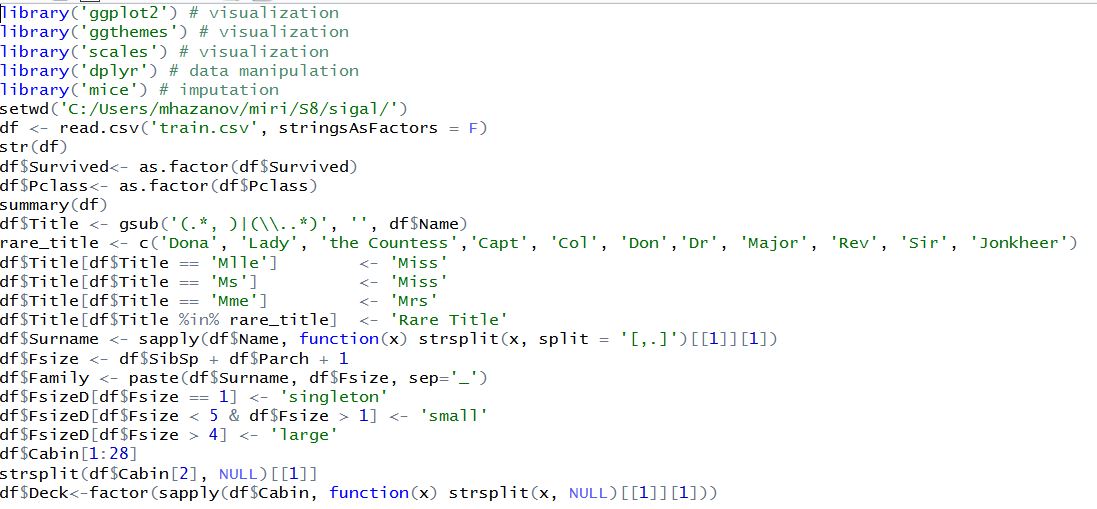 library('ggplot2') # visualization
library('ggthemes') # visualization
library('scales') # visualization
library('dplyr') # data manipulation
library('mice') # imputation
setwd('C:/Users/mhazanov/miri/S8/sigal/')
df <- read.csv('train.csv', stringsAsFactors = F)
str(df)
df$Survived<- as.factor(df$Survived)
df$Pclass<- as.factor(df$Pclass)
summary(df)
df$Title <- gsub('(.*, )|(\\..*)', '', df$Name)
rare_title <- c('Dona', 'Lady', 'the Countess','Capt', 'Col', 'Don','Dr', 'Major', 'Rev', 'Sir', 'Jonkheer')
df$Title[df$Title == 'Mlle']        <- 'Miss'
df$Title[df$Title == 'Ms']          <- 'Miss'
df$Title[df$Title == 'Mme']         <- 'Mrs'
df$Title[df$Title %in% rare_title]  <- 'Rare Title'
df$Surname <- sapply(df$Name, function(x) strsplit(x, split = '[,.]')[[1]][1])
df$Fsize <- df$SibSp + df$Parch + 1
df$Family <- paste(df$Surname, df$Fsize, sep='_')
df$FsizeD[df$Fsize == 1] <- 'singleton'
df$FsizeD[df$Fsize < 5 & df$Fsize > 1] <- 'small'
df$FsizeD[df$Fsize > 4] <- 'large'
df$Cabin[1:28]
strsplit(df$Cabin[2], NULL)[[1]]
df$Deck<-factor(sapply(df$Cabin, function(x) strsplit(x, NULL)[[1]][1]))